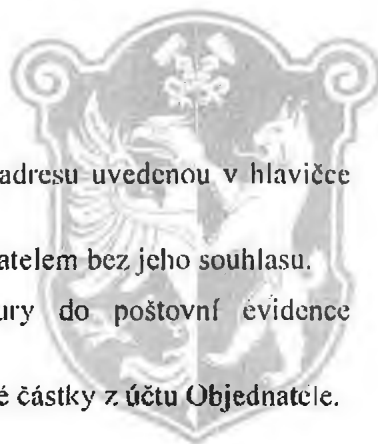 adresu uvedenou v hlavičce
atelem bez jeho souhlasu.
ury do poštovní evidence
é částky z účtu Objednatele.